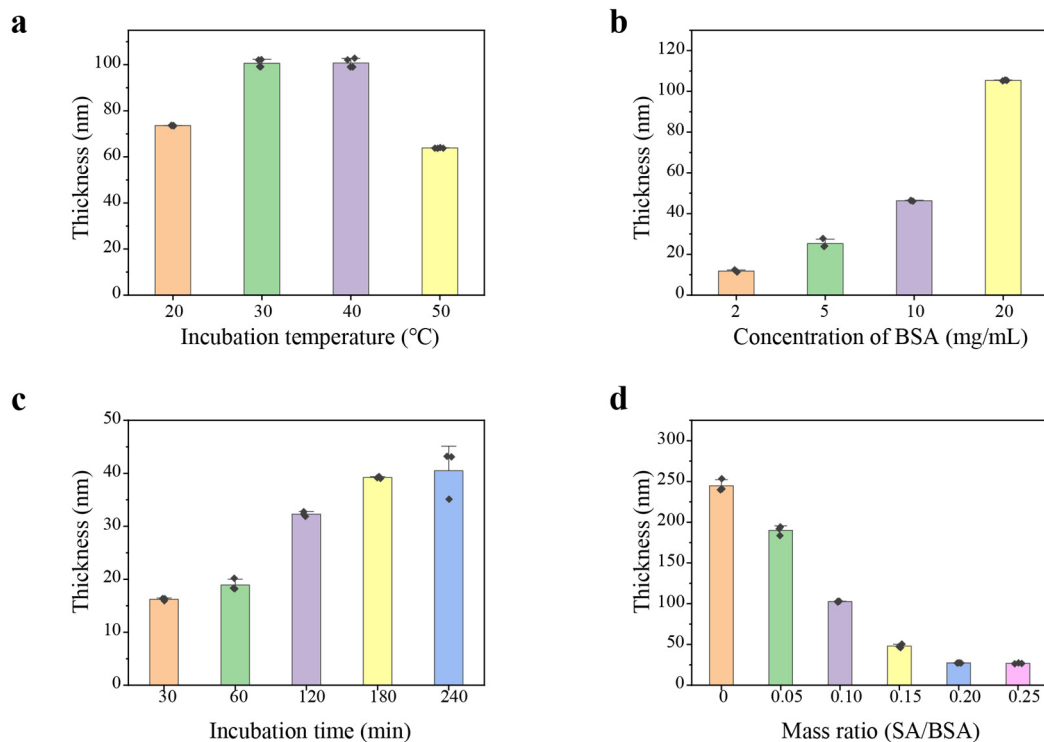 a
100
80
60
40
20
0
Thickness (nm)
20 30 40 50
Incubation temperature (°C)
b
120
100
80
60
40
20
0
Thickness (nm)
2 5 10 20
Concentration of BSA (mg/mL)
c
50
40
30
20
10
0
Thickness (nm)
30 60 120 180 240
Incubation time (min)
d
300
250
200
150
100
50
0
Thickness (nm)
0 0.05 0.10 0.15 0.20 0.25
Mass ratio (SA/BSA)